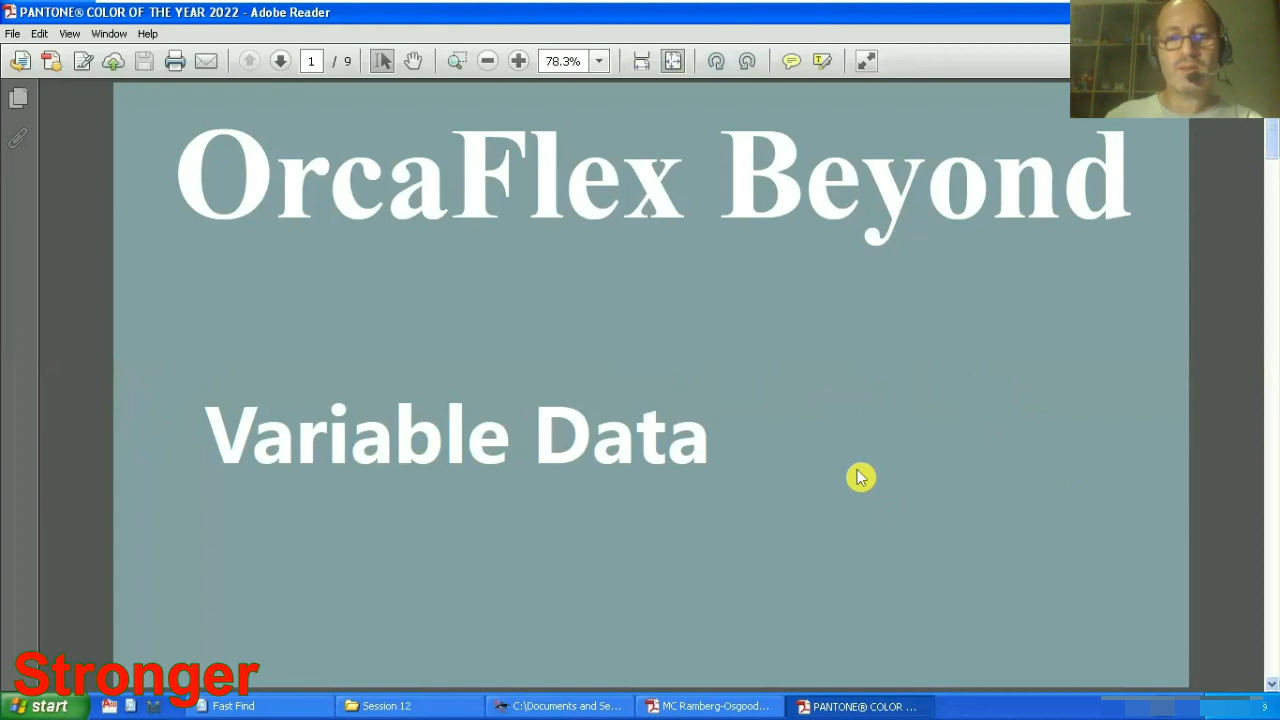 PANTONE® COLOR OF THE YEAR 2022 - Adobe Reader
File Edit View Window Help
1 / 9 78.3%
OrcaFlex Beyond
Variable Data
Stronger
start Fast Find Session 12 C:\Documents and Se... MC Ramberg-Osgood... PANTONE® COLOR ...